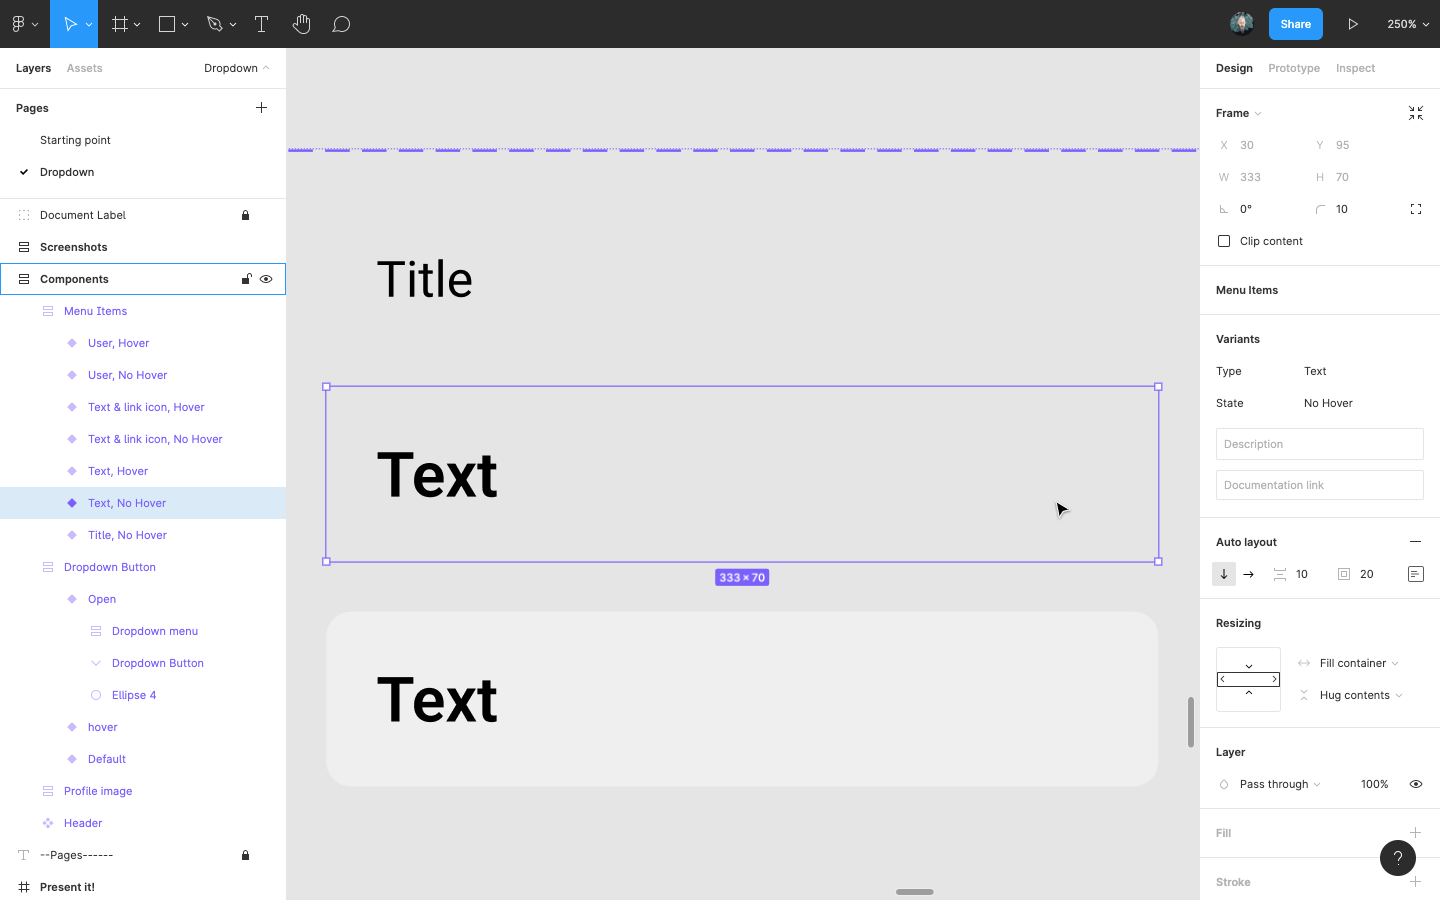 Share
250%
Layers
Assets
Dropdown
Pages
Starting point
Dropdown
Document Label
Screenshots
Components
Menu Items
User, Hover
User, No Hover
Text & link icon, Hover
Text & link icon, No Hover
Text, Hover
Text, No Hover
Title, No Hover
Dropdown Button
Open
Dropdown menu
Dropdown Button
Ellipse 4
hover
Default
Profile image
Header
--Pages------
Present it!
Title
Text
333 × 70
Text
Design
Prototype
Inspect
Frame
X 30
Y 95
W 333
H 70
0°
10
Clip content
Menu Items
Variants
Type Text
State No Hover
Description
Documentation link
Auto layout
10
20
Resizing
Fill container
Hug contents
Layer
Pass through
100%
Fill
?
Stroke